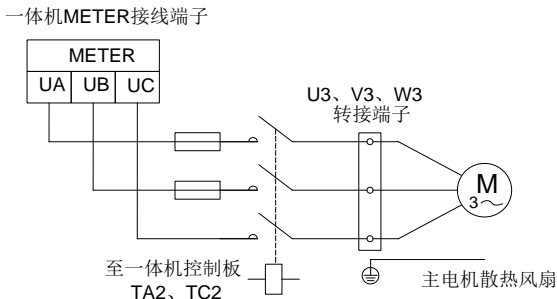 一体机METER接线端子
METER
UA UB UC
U3、V3、W3
转接端子
M
3～
至一体机控制板
TA2、TC2
主电机散热风扇